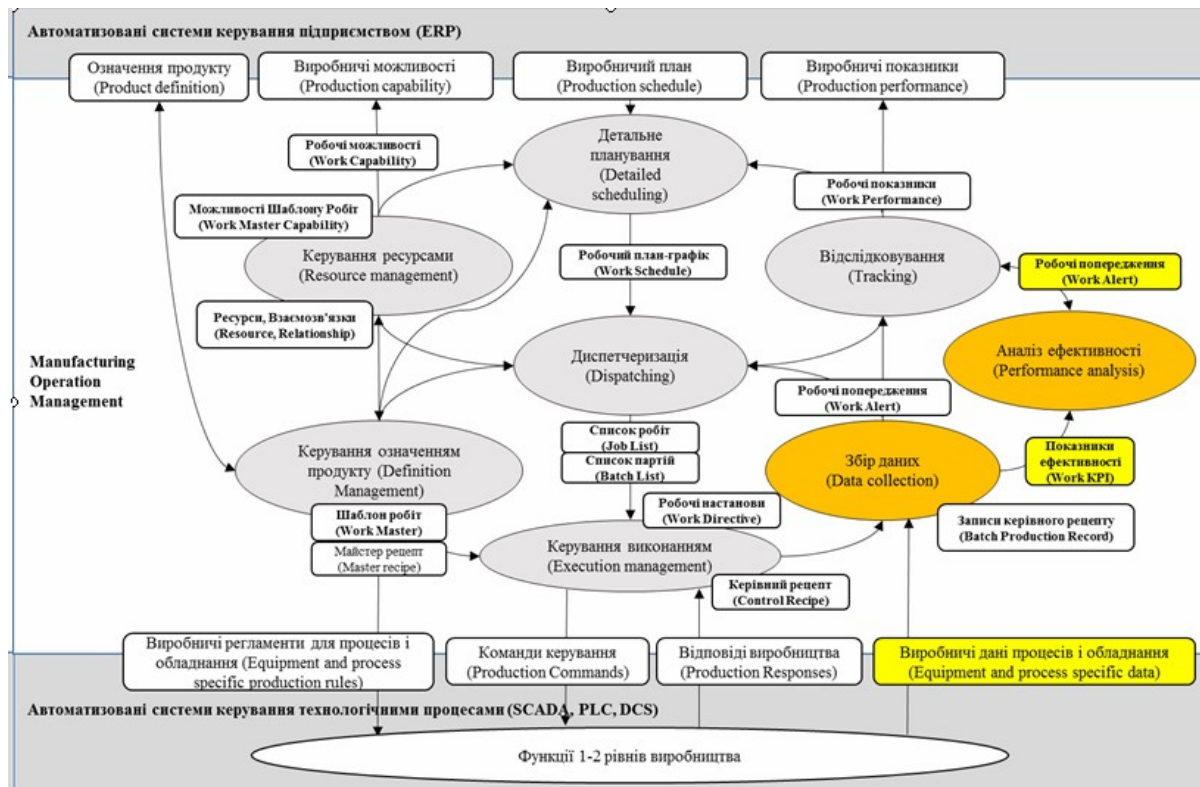 Автоматизовані системи керування підприємством (ERP)
Означення продукту
(Product definition)
Виробничі можливості
(Production capability)
Виробничий план
(Production schedule)
Виробничі показники
(Production performance)
Робочі можливості
(Work Capability)
Детальне
планування
(Detailed
scheduling)
Робочі показники
(Work Performance)
Можливості Шаблону Робіт
(Work Master Capability)
Керування ресурсами
(Resource management)
Робочий план-графік
(Work Schedule)
Відслідковування
(Tracking)
Робочі попередження
(Work Alert)
Ресурси, Взаємозв'язки
(Resource, Relationship)
Manufacturing
Operation
Management
Диспетчеризація
(Dispatching)
Аналіз ефективності
(Performance analysis)
Робочі попередження
(Work Alert)
Керування означенням
продукту (Definition
Management)
Список робіт
(Job List)
Список партій
(Batch List)
Збір даних
(Data collection)
Показники
ефективності
(Work KPI)
Шаблон робіт
(Work Master)
Майстер рецепт
(Master recipe)
Робочі настанови
(Work Directive)
Записи керівного рецепту
(Batch Production Record)
Керування виконанням
(Execution management)
Керівний рецепт
(Control Recipe)
Виробничі регламенти для процесів і
обладнання (Equipment and process
specific production rules)
Команди керування
(Production Commands)
Відповіді виробництва
(Production Responses)
Виробничі дані процесів і обладнання
(Equipment and process specific data)
Автоматизовані системи керування технологічними процесами (SCADA, PLC, DCS)
Функції 1-2 рівнів виробництва